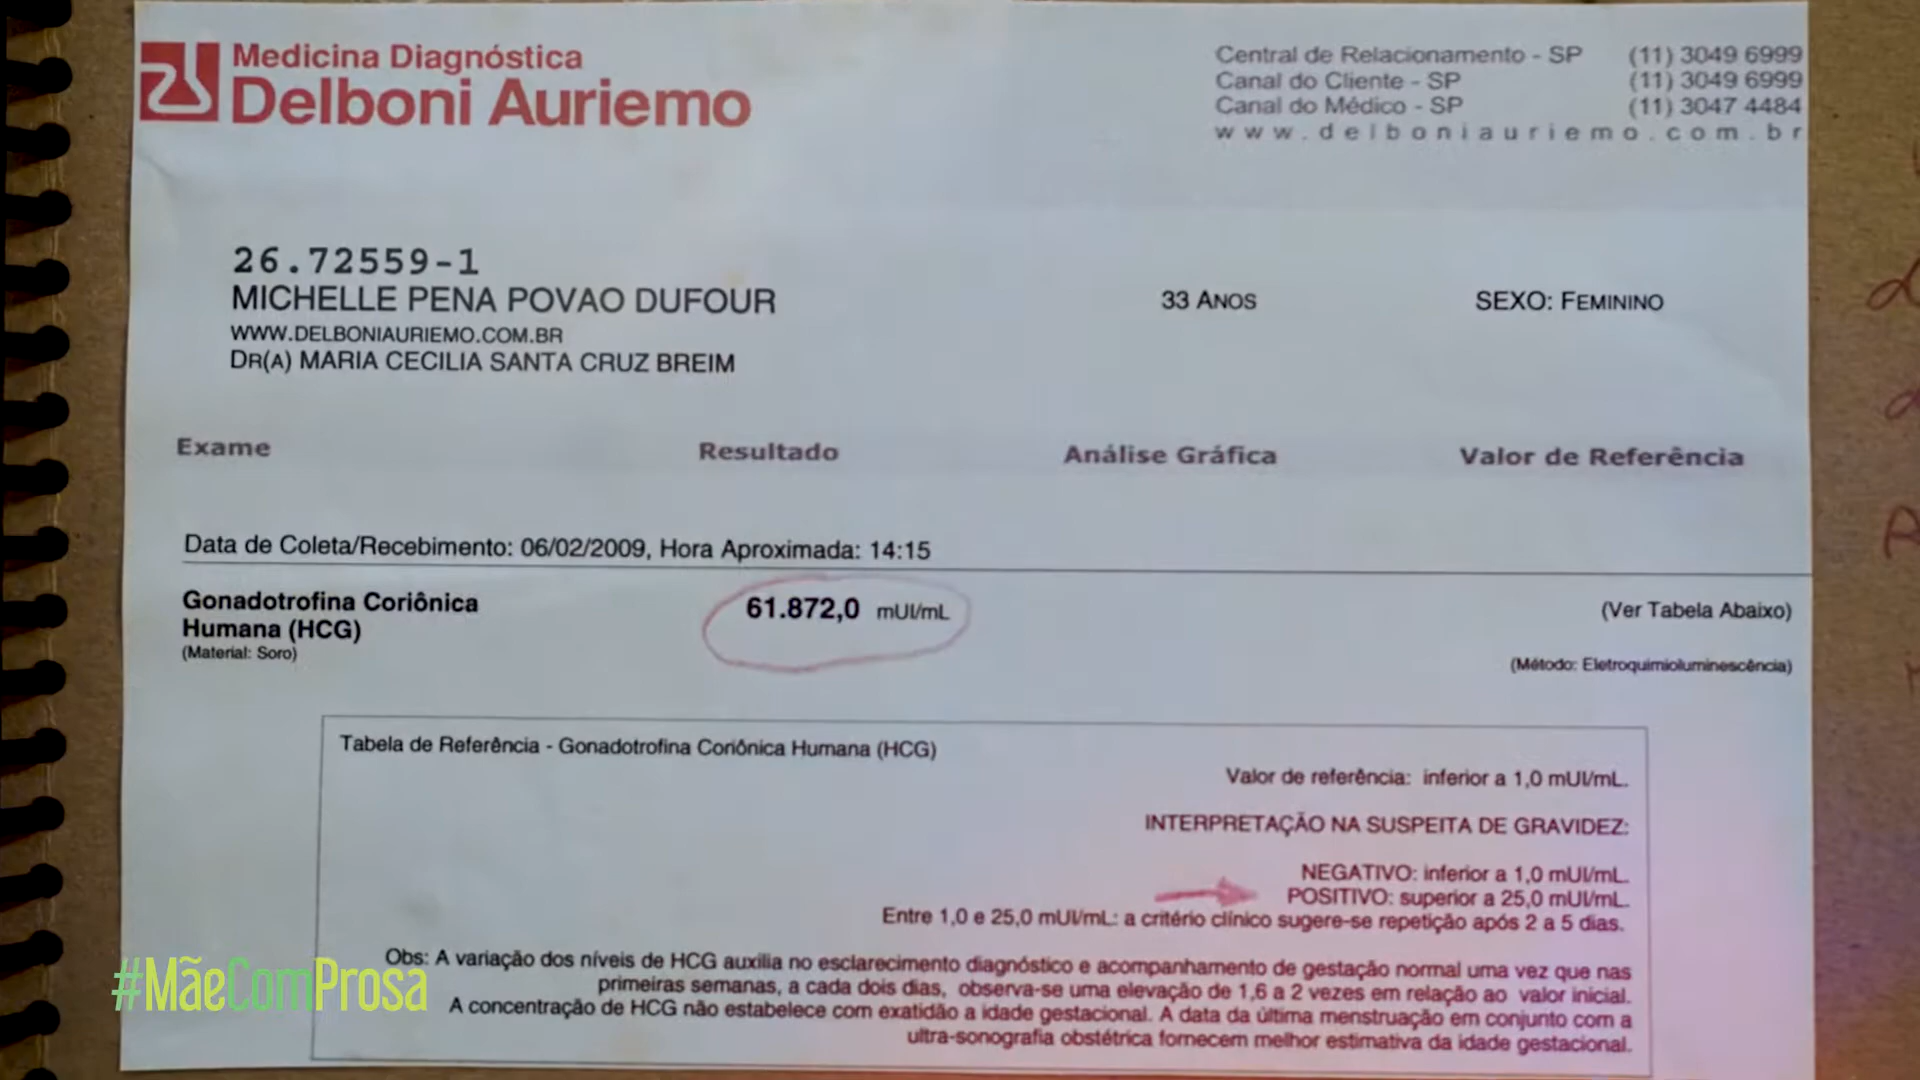 Medicina Diagnóstica
Delboni Auriemo
Central de Relacionamento - SP (11) 3049 6999
Canal do Cliente - SP (11) 3049 6999
Canal do Médico - SP (11) 3047 4484
www.delboniauriemo.com.br
26.72559-1
MICHELLE PENA POVAO DUFOUR 33 ANOS SEXO: FEMININO
WWW.DELBONIAURIEMO.COM.BR
DR(A) MARIA CECILIA SANTA CRUZ BREIM
Exame Resultado Análise Gráfica Valor de Referência
Data de Coleta/Recebimento: 06/02/2009, Hora Aproximada: 14:15
Gonadotrofina Coriônica 61.872,0 mUI/mL (Ver Tabela Abaixo)
Humana (HCG)
(Material: Soro) (Método: Eletroquimioluminescência)
Tabela de Referência - Gonadotrofina Coriônica Humana (HCG)
Valor de referência: inferior a 1,0 mUI/mL.
INTERPRETAÇÃO NA SUSPEITA DE GRAVIDEZ:
NEGATIVO: inferior a 1,0 mUI/mL.
POSITIVO: superior a 25,0 mUI/mL.
Entre 1,0 e 25,0 mUI/mL: a critério clínico sugere-se repetição após 2 a 5 dias.
Obs: A variação dos níveis de HCG auxilia no esclarecimento diagnóstico e acompanhamento de gestação normal uma vez que nas
primeiras semanas, a cada dois dias, observa-se uma elevação de 1,6 a 2 vezes em relação ao valor inicial.
A concentração de HCG não estabelece com exatidão a idade gestacional. A data da última menstruação em conjunto com a
ultra-sonografia obstétrica fornecem melhor estimativa da idade gestacional.
#MãeComProsa